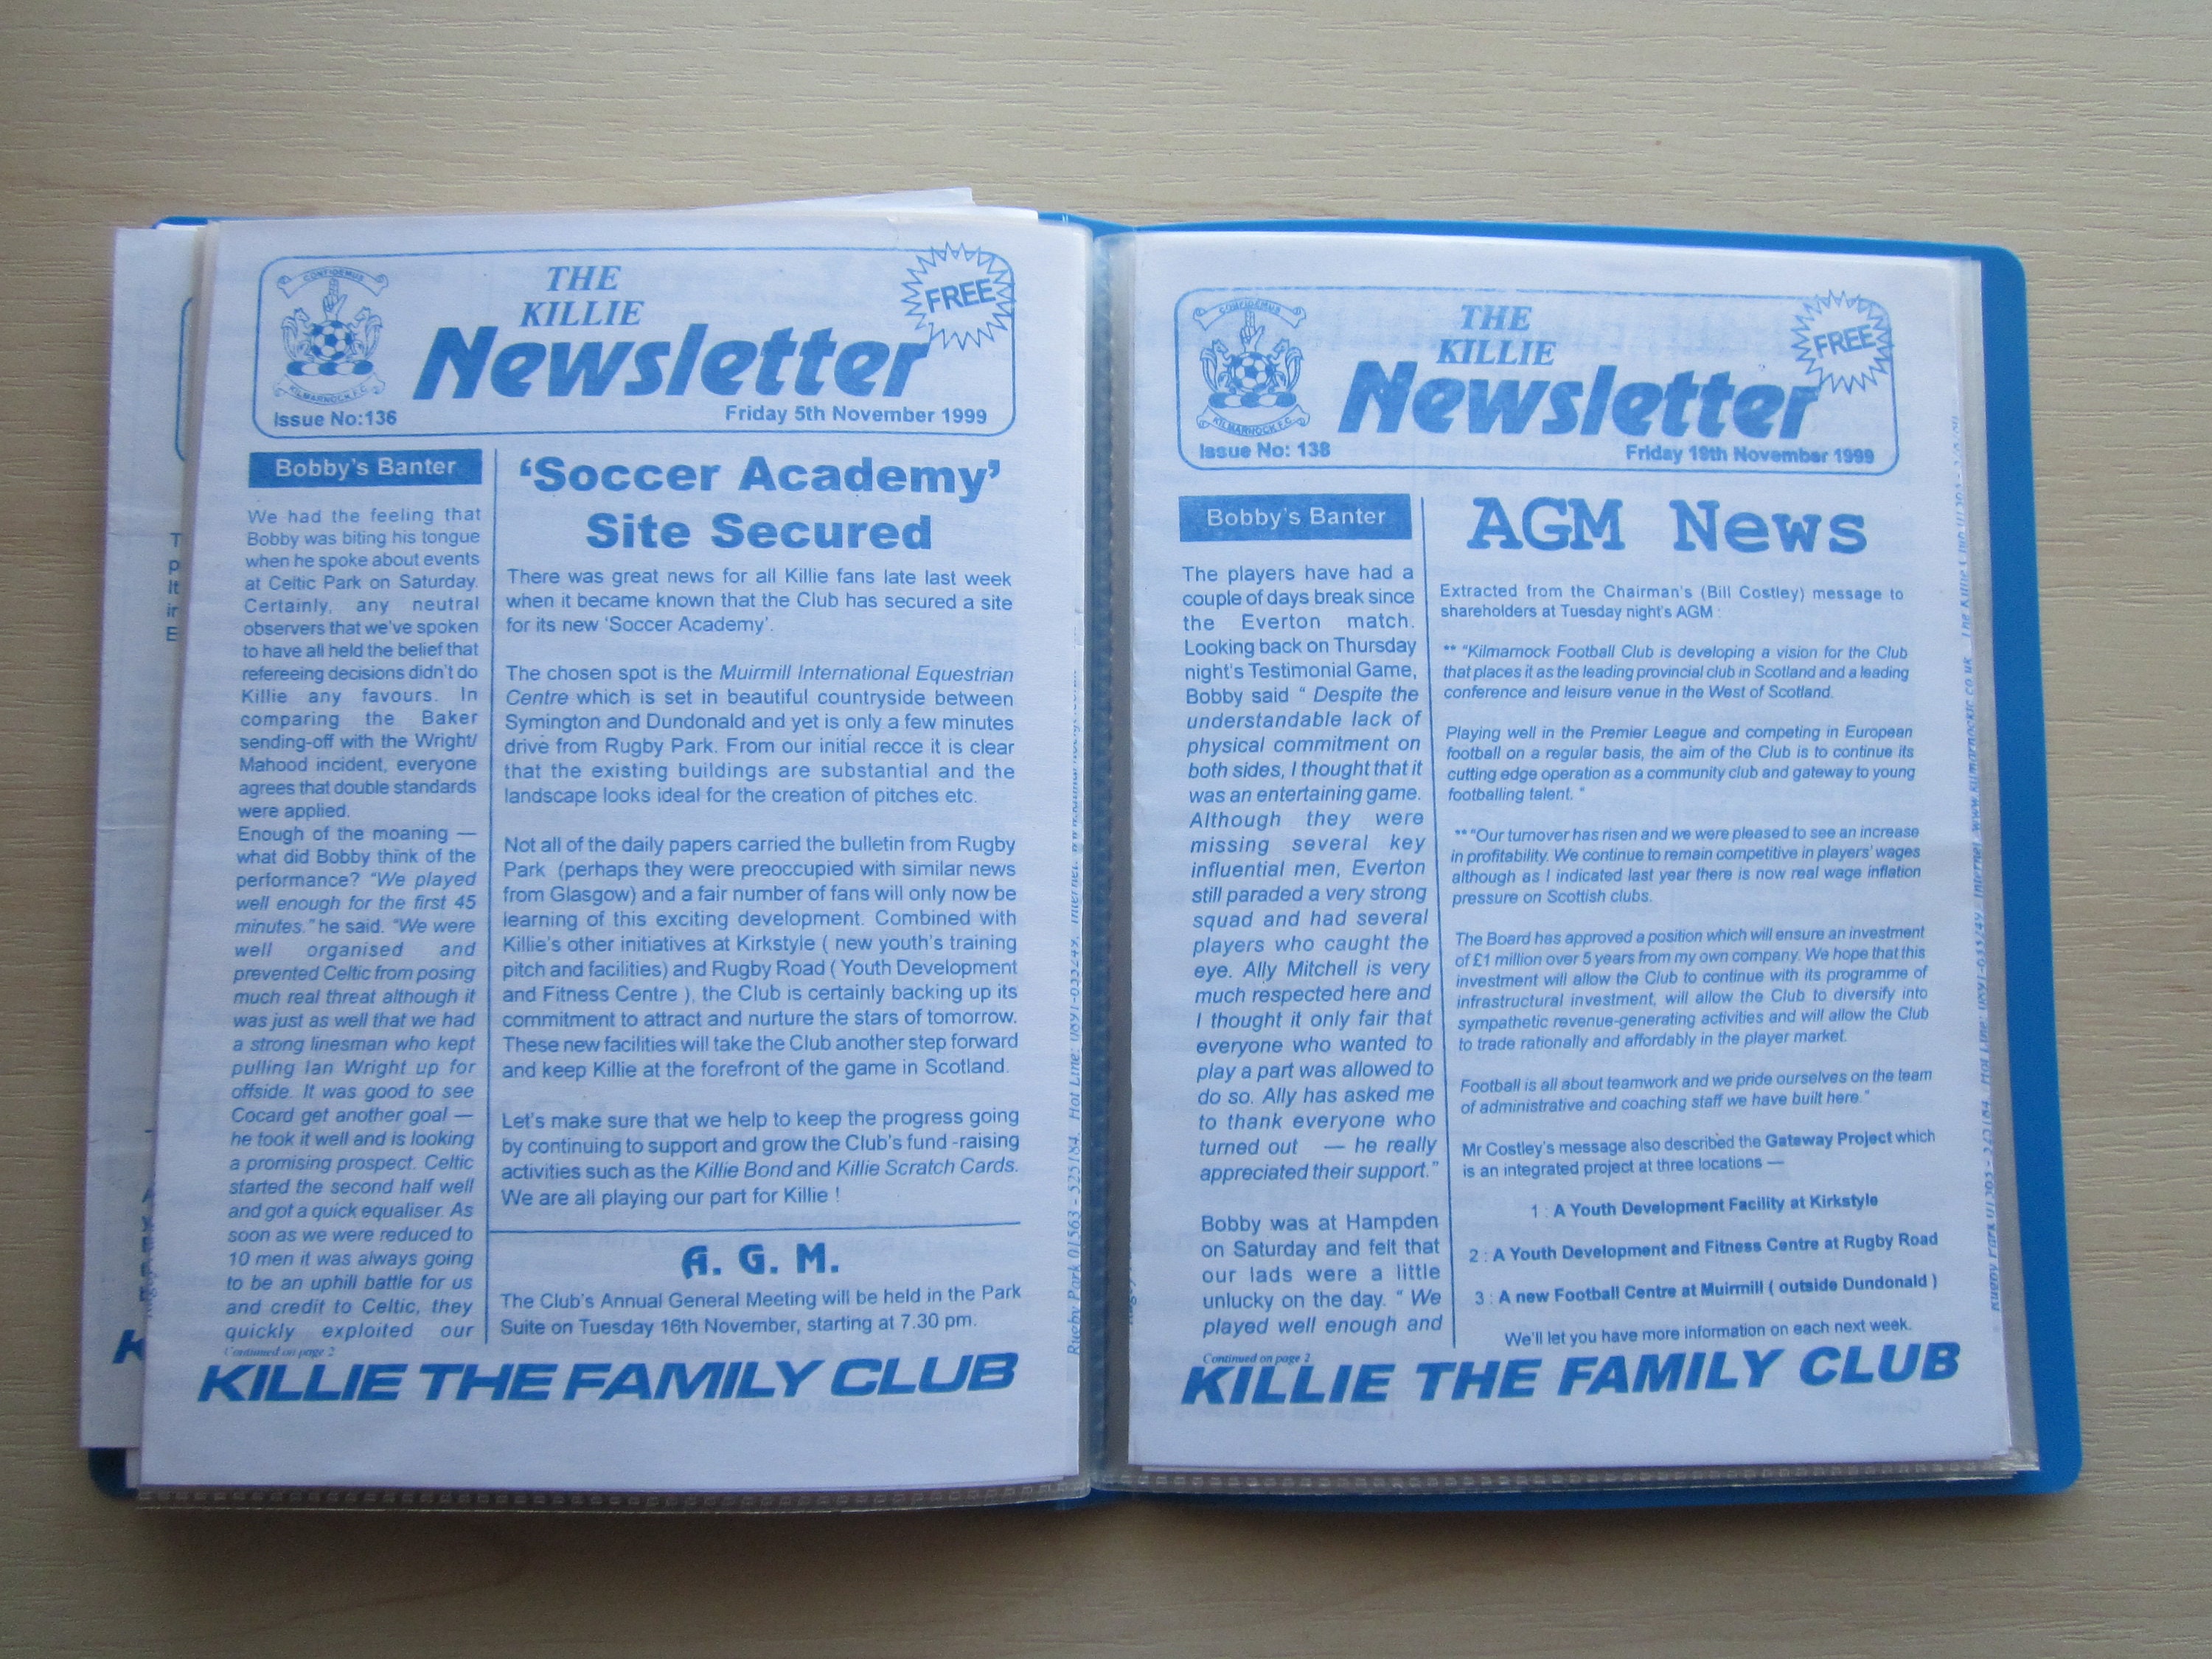 CONFIDEMUS
KILMARNOCK F.C.
THE
KILLIE
Newsletter
FREE
Issue No:136
Friday 5th November 1999
Bobby's Banter
We had the feeling that
Bobby was biting his tongue
when he spoke about events
at Celtic Park on Saturday.
Certainly, any neutral
observers that we've spoken
to have all held the belief that
refereeing decisions didn't do
Killie any favours. In
comparing the Baker
sending-off with the Wright/
Mahood incident, everyone
agrees that double standards
were applied.
Enough of the moaning —
what did Bobby think of the
performance? "We played
well enough for the first 45
minutes." he said. "We were
well organised and
prevented Celtic from posing
much real threat although it
was just as well that we had
a strong linesman who kept
pulling Ian Wright up for
offside. It was good to see
Cocard get another goal —
he took it well and is looking
a promising prospect. Celtic
started the second half well
and got a quick equaliser. As
soon as we were reduced to
10 men it was always going
to be an uphill battle for us
and credit to Celtic, they
quickly exploited our
Continued on page 2
'Soccer Academy'
Site Secured
There was great news for all Killie fans late last week
when it became known that the Club has secured a site
for its new 'Soccer Academy'.
The chosen spot is the Muirmill International Equestrian
Centre which is set in beautiful countryside between
Symington and Dundonald and yet is only a few minutes
drive from Rugby Park. From our initial recce it is clear
that the existing buildings are substantial and the
landscape looks ideal for the creation of pitches etc.
Not all of the daily papers carried the bulletin from Rugby
Park (perhaps they were preoccupied with similar news
from Glasgow) and a fair number of fans will only now be
learning of this exciting development. Combined with
Killie's other initiatives at Kirkstyle ( new youth's training
pitch and facilities) and Rugby Road ( Youth Development
and Fitness Centre ), the Club is certainly backing up its
commitment to attract and nurture the stars of tomorrow.
These new facilities will take the Club another step forward
and keep Killie at the forefront of the game in Scotland.
Let's make sure that we help to keep the progress going
by continuing to support and grow the Club's fund -raising
activities such as the Killie Bond and Killie Scratch Cards.
We are all playing our part for Killie !
A. G. M.
The Club's Annual General Meeting will be held in the Park
Suite on Tuesday 16th November, starting at 7.30 pm.
KILLIE THE FAMILY CLUB
Rugby Park 01563 - 525184. Hot Line: 0891-633249. Internet:
CONFIDEMUS
KILMARNOCK F.C.
THE
KILLIE
Newsletter
FREE
Issue No: 138
Friday 19th November 1999
Bobby's Banter
The players have had a
couple of days break since
the Everton match.
Looking back on Thursday
night's Testimonial Game,
Bobby said " Despite the
understandable lack of
physical commitment on
both sides, I thought that it
was an entertaining game.
Although they were
missing several key
influential men, Everton
still paraded a very strong
squad and had several
players who caught the
eye. Ally Mitchell is very
much respected here and
I thought it only fair that
everyone who wanted to
play a part was allowed to
do so. Ally has asked me
to thank everyone who
turned out — he really
appreciated their support."
Bobby was at Hampden
on Saturday and felt that
our lads were a little
unlucky on the day. " We
played well enough and
Continued on page 2
AGM News
Extracted from the Chairman's (Bill Costley) message to
shareholders at Tuesday night's AGM :
** "Kilmarnock Football Club is developing a vision for the Club
that places it as the leading provincial club in Scotland and a leading
conference and leisure venue in the West of Scotland.
Playing well in the Premier League and competing in European
football on a regular basis, the aim of the Club is to continue its
cutting edge operation as a community club and gateway to young
footballing talent. "
** "Our turnover has risen and we were pleased to see an increase
in profitability. We continue to remain competitive in players' wages
although as I indicated last year there is now real wage inflation
pressure on Scottish clubs.
The Board has approved a position which will ensure an investment
of £1 million over 5 years from my own company. We hope that this
investment will allow the Club to continue with its programme of
infrastructural investment, will allow the Club to diversify into
sympathetic revenue-generating activities and will allow the Club
to trade rationally and affordably in the player market.
Football is all about teamwork and we pride ourselves on the team
of administrative and coaching staff we have built here."
Mr Costley's message also described the Gateway Project which
is an integrated project at three locations —
1 : A Youth Development Facility at Kirkstyle
2 : A Youth Development and Fitness Centre at Rugby Road
3 : A new Football Centre at Muirmill ( outside Dundonald )
We'll let you have more information on each next week.
KILLIE THE FAMILY CLUB